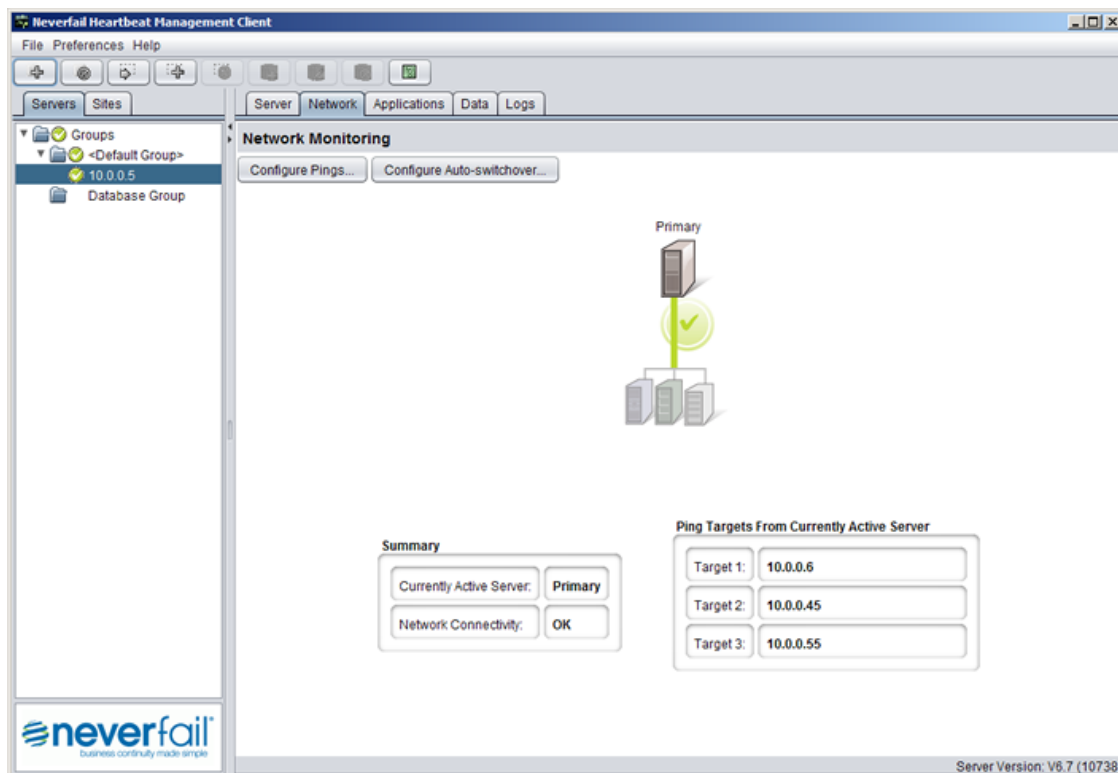 Neverfail Heartbeat Management Client
File Preferences Help
Servers Sites
Server Network Applications Data Logs
Groups
<Default Group>
10.0.0.5
Database Group
Network Monitoring
Configure Pings... Configure Auto-switchover...
Primary
Summary
Currently Active Server: Primary
Network Connectivity: OK
Ping Targets From Currently Active Server
Target 1: 10.0.0.6
Target 2: 10.0.0.45
Target 3: 10.0.0.55
neverfail
business continuity made simple
Server Version: V6.7 (10738